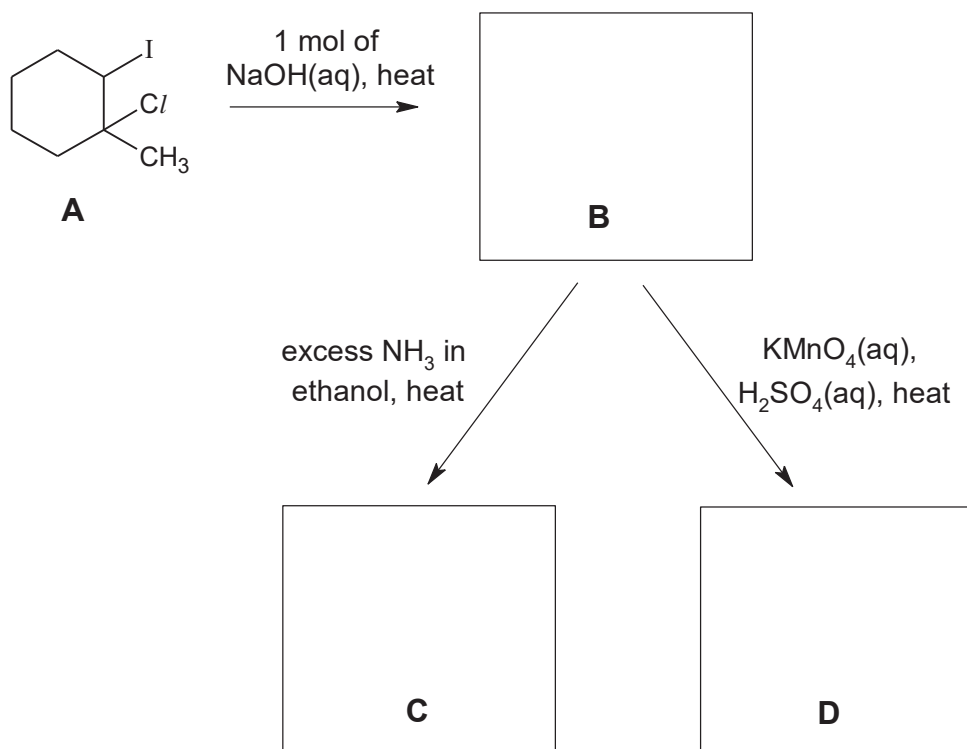 I
Cl
CH₃
A
1 mol of
NaOH(aq), heat
B
excess NH₃ in
ethanol, heat
KMnO₄(aq),
H₂SO₄(aq), heat
C
D